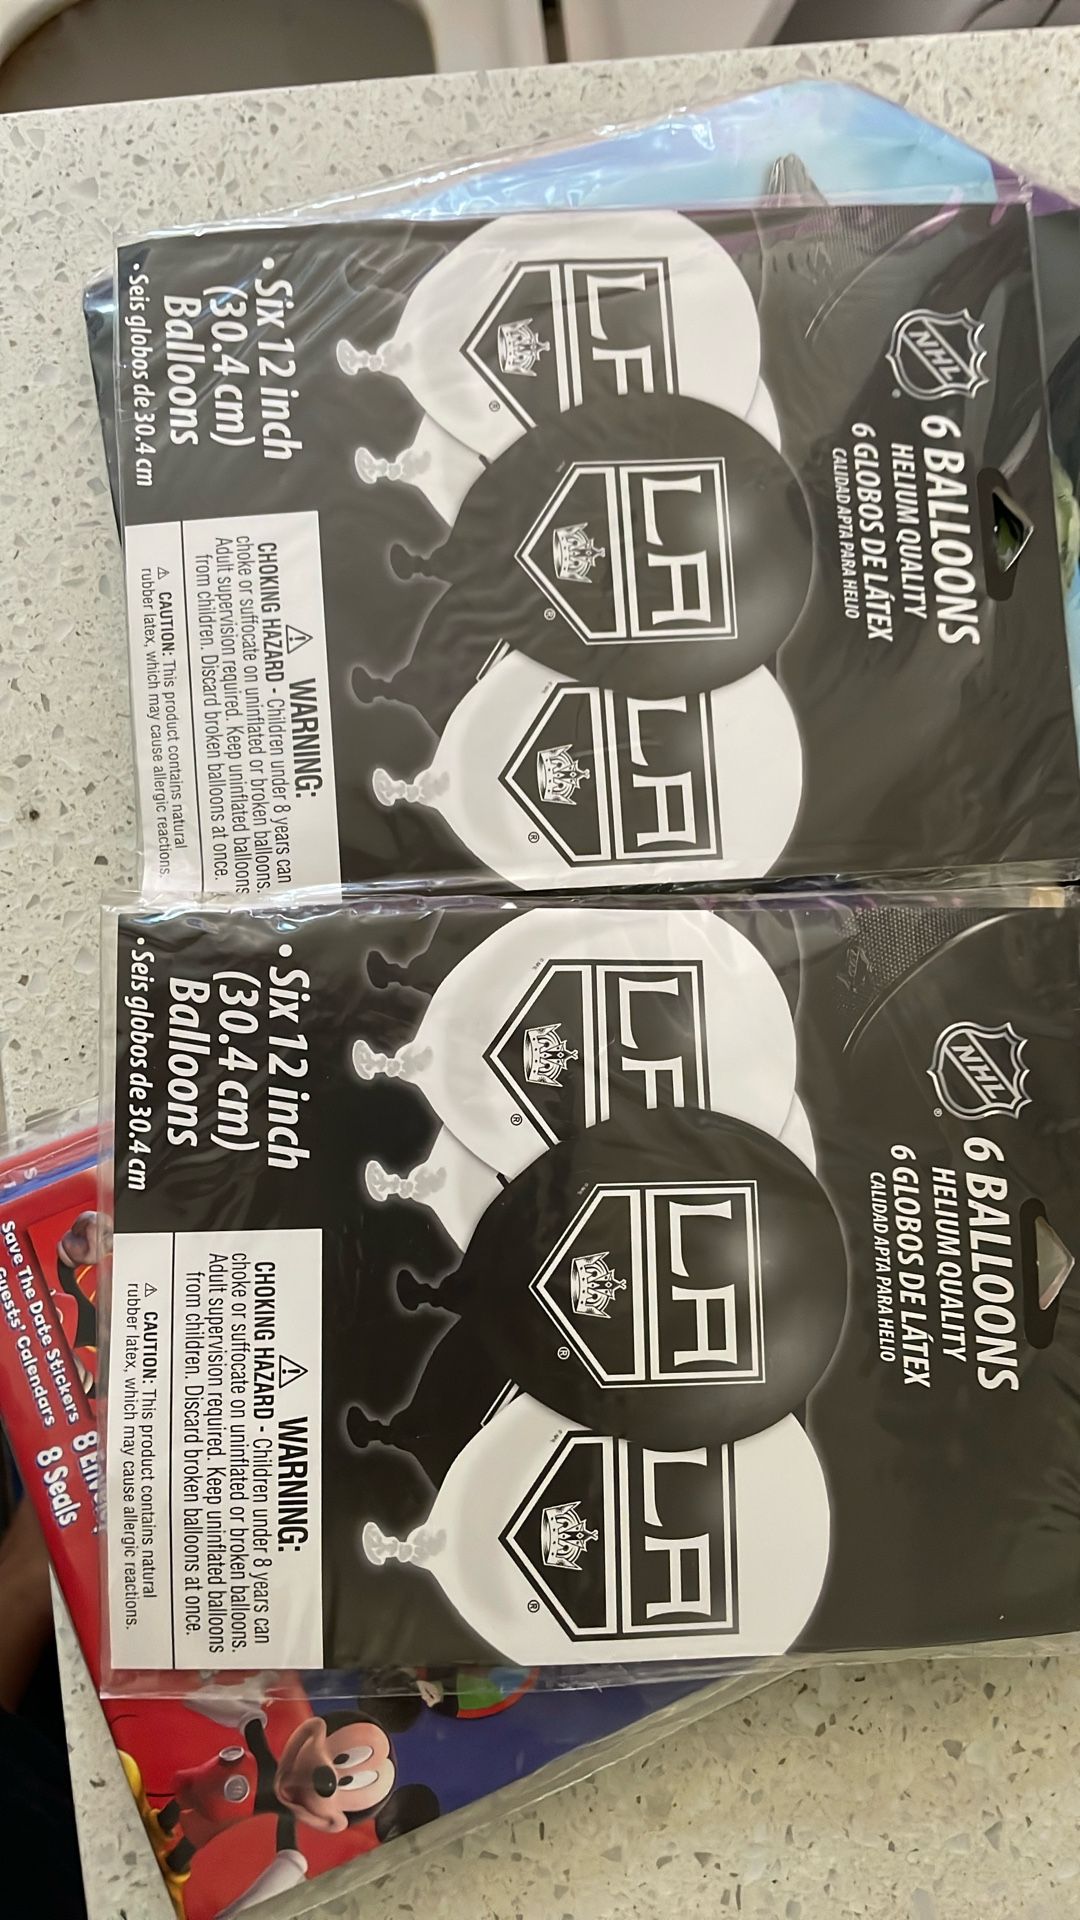 NHL
®
6 BALLOONS
HELIUM QUALITY
6 GLOBOS DE LÁTEX
CALIDAD APTA PARA HELIO
LA
LA
LA
®
®
®
• Six 12 inch
(30.4 cm)
Balloons
• Seis globos de 30.4 cm
⚠ WARNING:
CHOKING HAZARD - Children under 8 years can
choke or suffocate on uninflated or broken balloons.
Adult supervision required. Keep uninflated balloons
from children. Discard broken balloons at once.
⚠ CAUTION: This product contains natural
rubber latex, which may cause allergic reactions.
NHL
®
6 BALLOONS
HELIUM QUALITY
6 GLOBOS DE LÁTEX
CALIDAD APTA PARA HELIO
LA
LA
LA
®
®
®
• Six 12 inch
(30.4 cm)
Balloons
• Seis globos de 30.4 cm
⚠ WARNING:
CHOKING HAZARD - Children under 8 years can
choke or suffocate on uninflated or broken balloons.
Adult supervision required. Keep uninflated balloons
from children. Discard broken balloons at once.
⚠ CAUTION: This product contains natural
rubber latex, which may cause allergic reactions.
8
Save The Date Stickers 8 Seals
Guests' Calendars